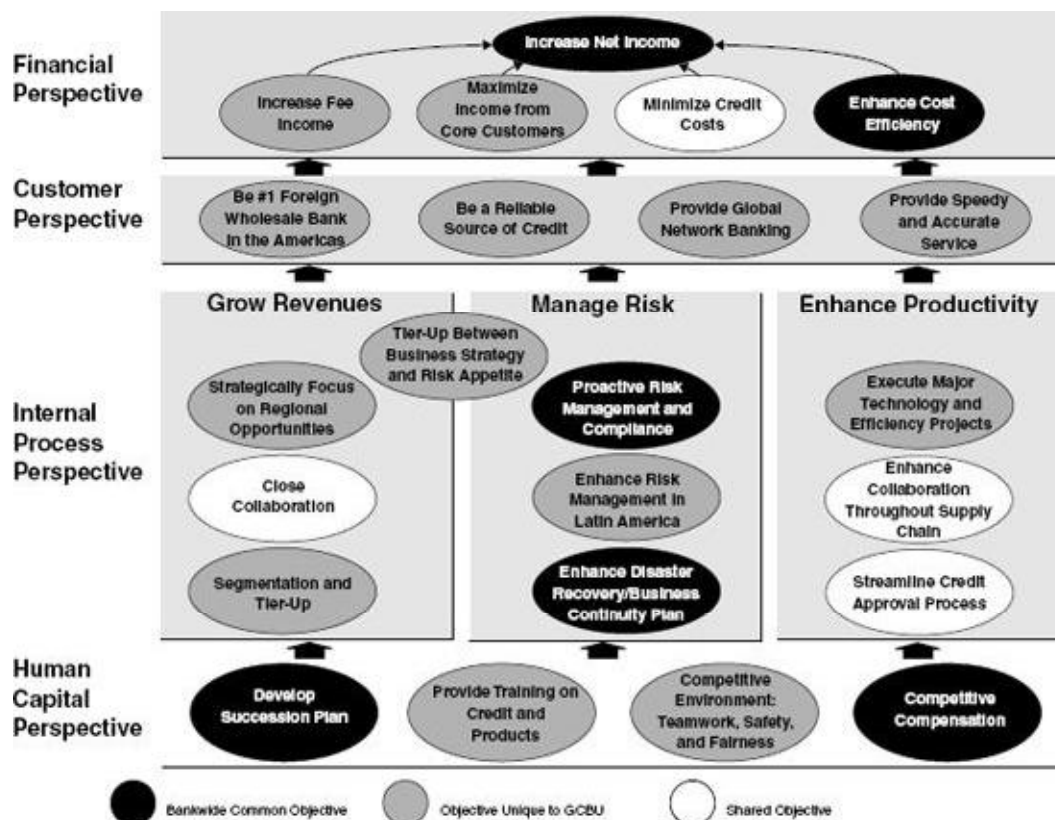 Financial
Perspective
Increase Net Income
Increase Fee
Income
Maximize
Income from
Core Customers
Minimize Credit
Costs
Enhance Cost
Efficiency
Customer
Perspective
Be #1 Foreign
Wholesale Bank
in the Americas
Be a Reliable
Source of Credit
Provide Global
Network Banking
Provide Speedy
and Accurate
Service
Internal
Process
Perspective
Grow Revenues
Manage Risk
Enhance Productivity
Tier-Up Between
Business Strategy
and Risk Appetite
Strategically Focus
on Regional
Opportunities
Close
Collaboration
Segmentation and
Tier-Up
Proactive Risk
Management and
Compliance
Enhance Risk
Management in
Latin America
Enhance Disaster
Recovery/Business
Continuity Plan
Execute Major
Technology and
Efficiency Projects
Enhance
Collaboration
Throughout Supply
Chain
Streamline Credit
Approval Process
Human
Capital
Perspective
Develop
Succession Plan
Provide Training on
Credit and
Products
Competitive
Environment:
Teamwork, Safety,
and Fairness
Competitive
Compensation
Bankwide Common Objective
Objective Unique to GCBU
Shared Objective